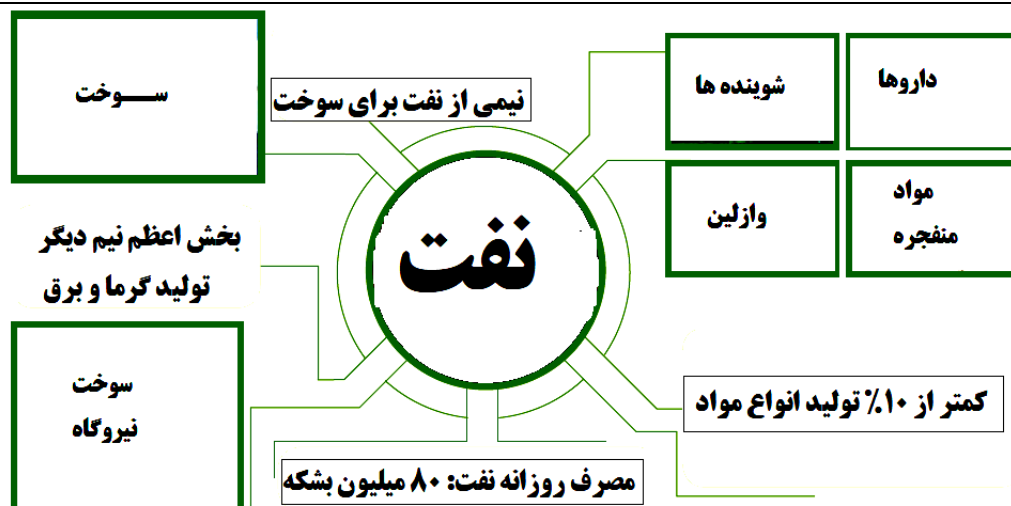 داروها
شوینده ها
ســـوخت
نیمی از نفت برای سوخت
مواد
منفجره
وازلین
نفت
بخش اعظم نیم دیگر
تولید گرما و برق
سوخت
نیروگاه
کمتر از ۱۰٪ تولید انواع مواد
مصرف روزانه نفت: ۸۰ میلیون بشکه